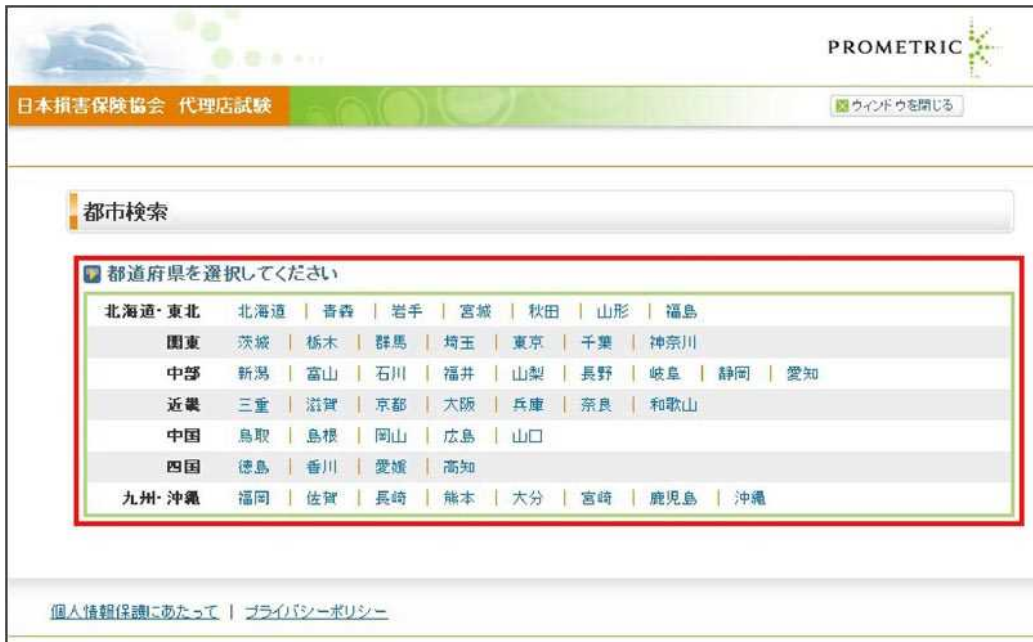 PROMETRIC
日本損害保険協会 代理店試験
ウィンドウを閉じる
都市検索
都道府県を選択してください
北海道・東北 北海道 | 青森 | 岩手 | 宮城 | 秋田 | 山形 | 福島
関東 茨城 | 栃木 | 群馬 | 埼玉 | 東京 | 千葉 | 神奈川
中部 新潟 | 富山 | 石川 | 福井 | 山梨 | 長野 | 岐阜 | 静岡 | 愛知
近畿 三重 | 滋賀 | 京都 | 大阪 | 兵庫 | 奈良 | 和歌山
中国 鳥取 | 島根 | 岡山 | 広島 | 山口
四国 徳島 | 香川 | 愛媛 | 高知
九州・沖縄 福岡 | 佐賀 | 長崎 | 熊本 | 大分 | 宮崎 | 鹿児島 | 沖縄
個人情報保護にあたって | プライバシーポリシー